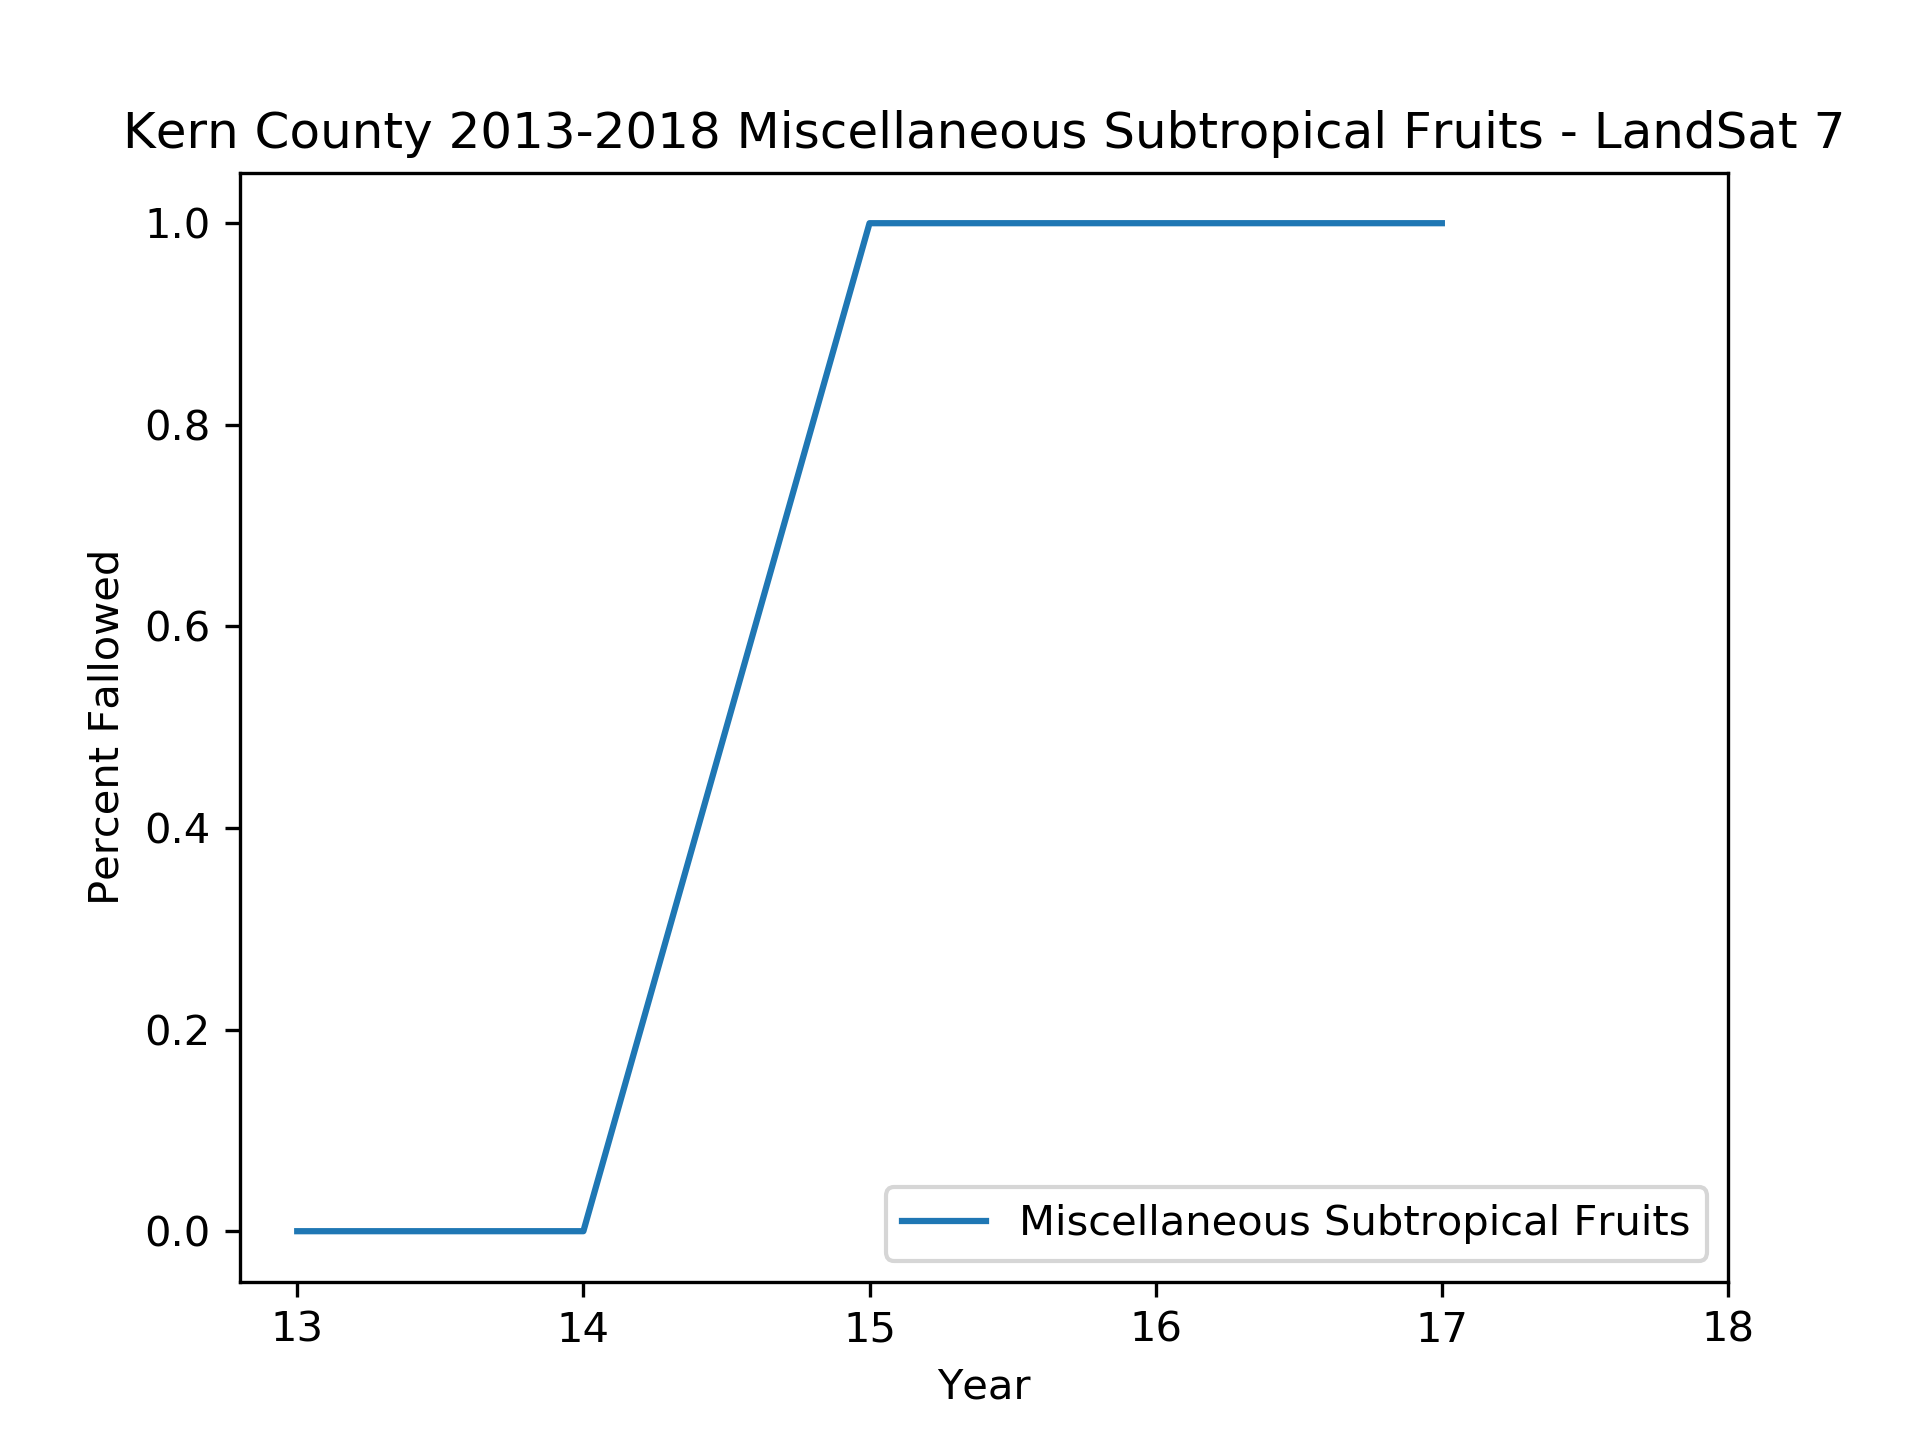 Kern County 2013-2018 Miscellaneous Subtropical Fruits - LandSat 7
1.0
0.8
0.6
0.4
0.2
0.0
Percent Fallowed
Miscellaneous Subtropical Fruits
13 14 15 16 17 18
Year